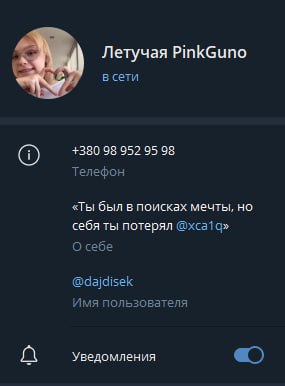 Летучая PinkGuno
в сети
+380 98 952 95 98
Телефон
«Ты был в поисках мечты, но
себя ты потерял @xca1q»
О себе
@dajdisek
Имя пользователя
Уведомления